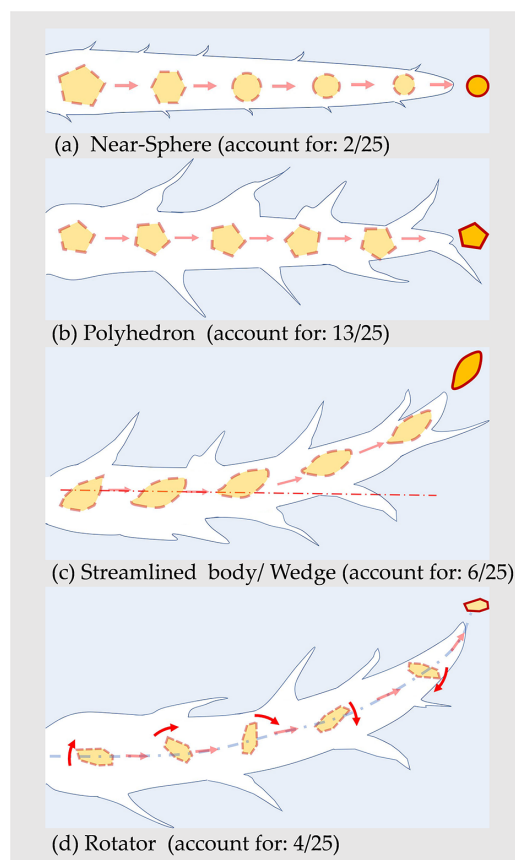 (a) Near-Sphere (account for: 2/25)
(b) Polyhedron (account for: 13/25)
(c) Streamlined body/ Wedge (account for: 6/25)
(d) Rotator (account for: 4/25)